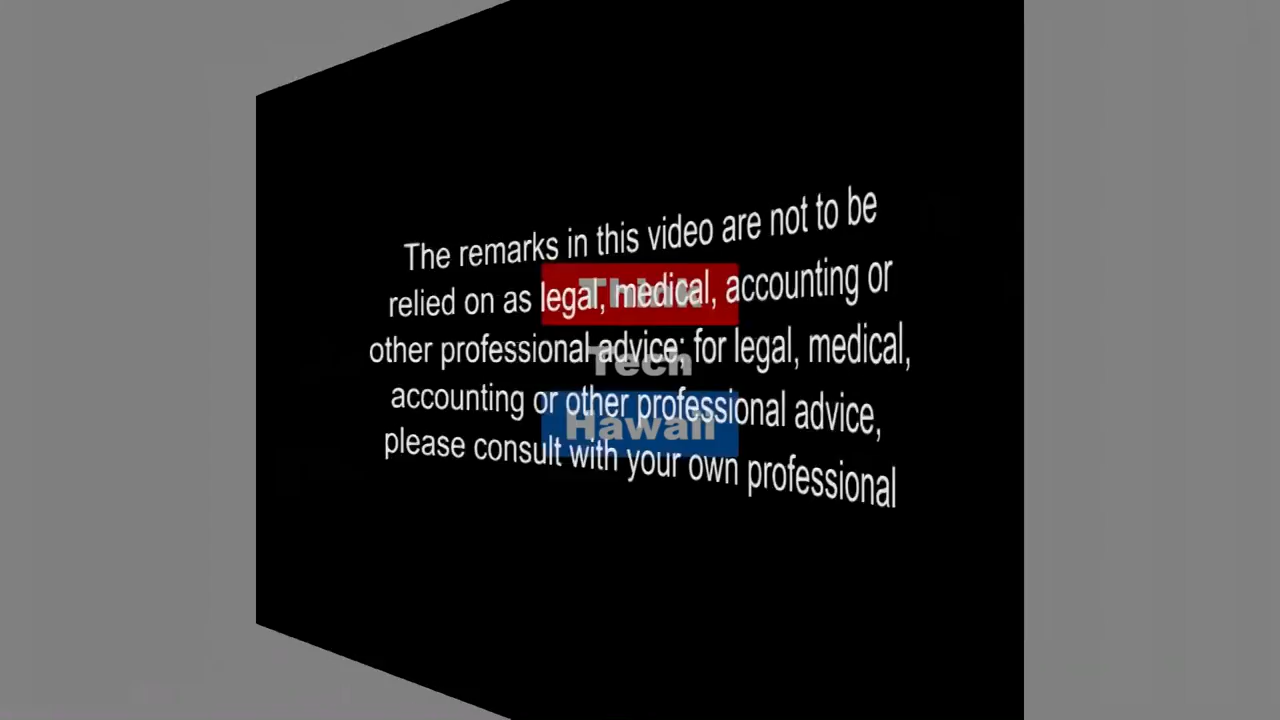 The remarks in this video are not to be
relied on as legal, medical, accounting or
other professional advice; for legal, medical,
accounting or other professional advice,
please consult with your own professional
Think
Tech
Hawaii